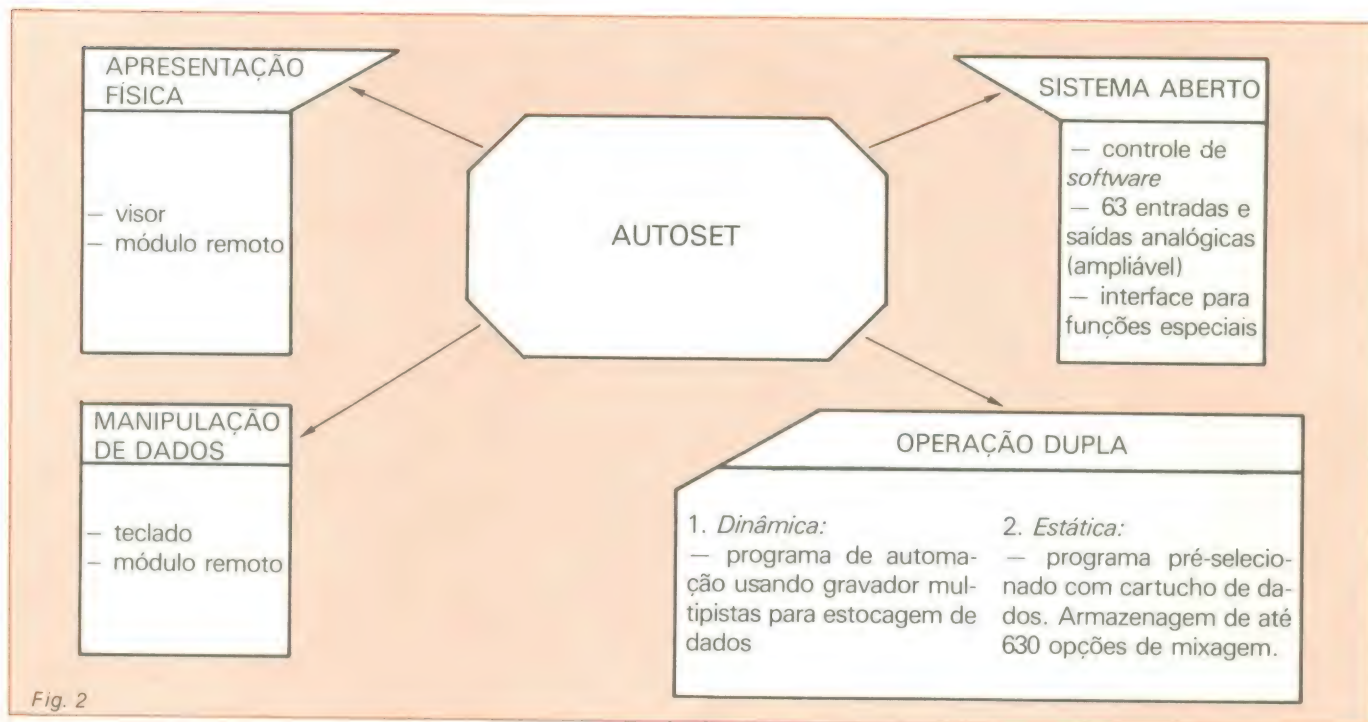 APRESENTAÇÃO
FÍSICA
— visor
— módulo remoto
AUTOSET
SISTEMA ABERTO
— controle de
software
— 63 entradas e
saídas analógicas
(ampliável)
— interface para
funções especiais
MANIPULAÇÃO
DE DADOS
— teclado
— módulo remoto
OPERAÇÃO DUPLA
1. Dinâmica:
— programa de automa-
ção usando gravador mul-
tipistas para estocagem de
dados
2. Estática:
— programa pré-selecio-
nado com cartucho de da-
dos. Armazenagem de até
630 opções de mixagem.
Fig. 2